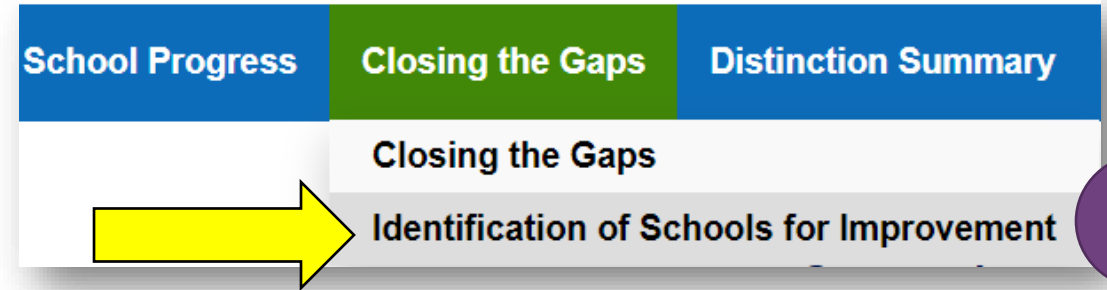 School Progress Closing the Gaps Distinction Summary
Closing the Gaps
Identification of Schools for Improvement